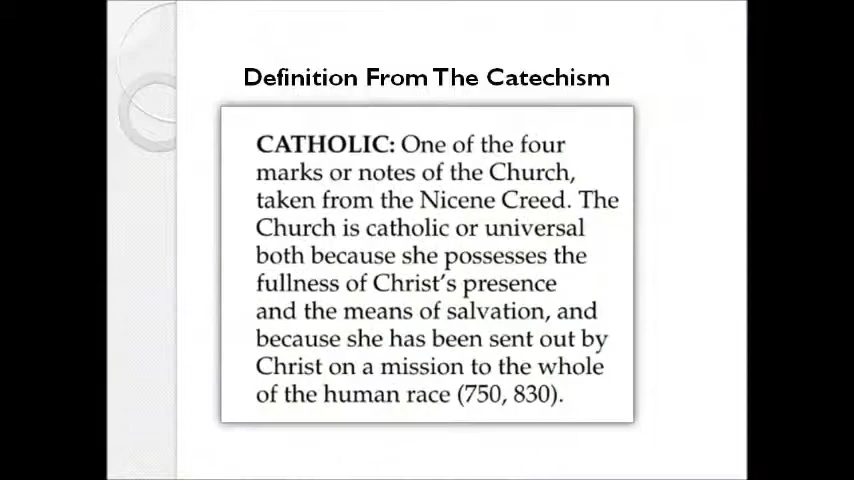 Definition From The Catechism
CATHOLIC: One of the four
marks or notes of the Church,
taken from the Nicene Creed. The
Church is catholic or universal
both because she possesses the
fullness of Christ's presence
and the means of salvation, and
because she has been sent out by
Christ on a mission to the whole
of the human race (750, 830).